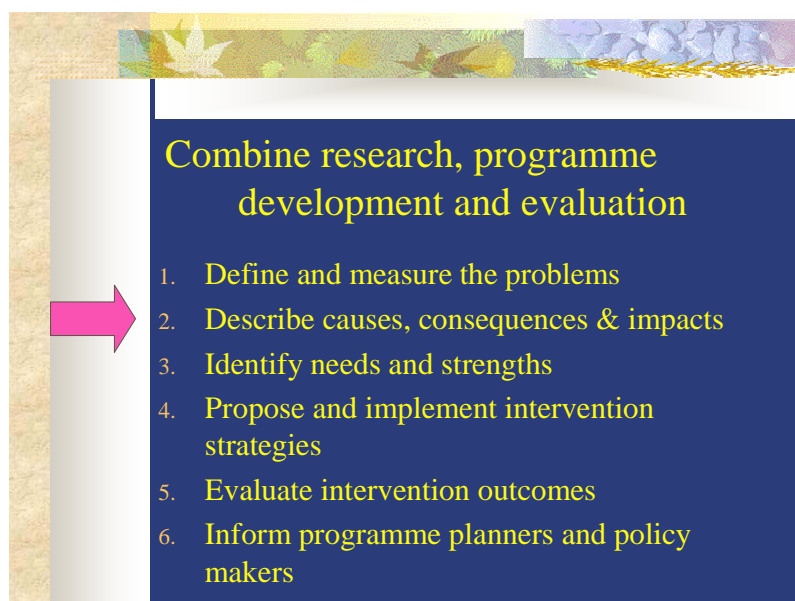 Combine research, programme
development and evaluation
1. Define and measure the problems
2. Describe causes, consequences & impacts
3. Identify needs and strengths
4. Propose and implement intervention
strategies
5. Evaluate intervention outcomes
6. Inform programme planners and policy
makers